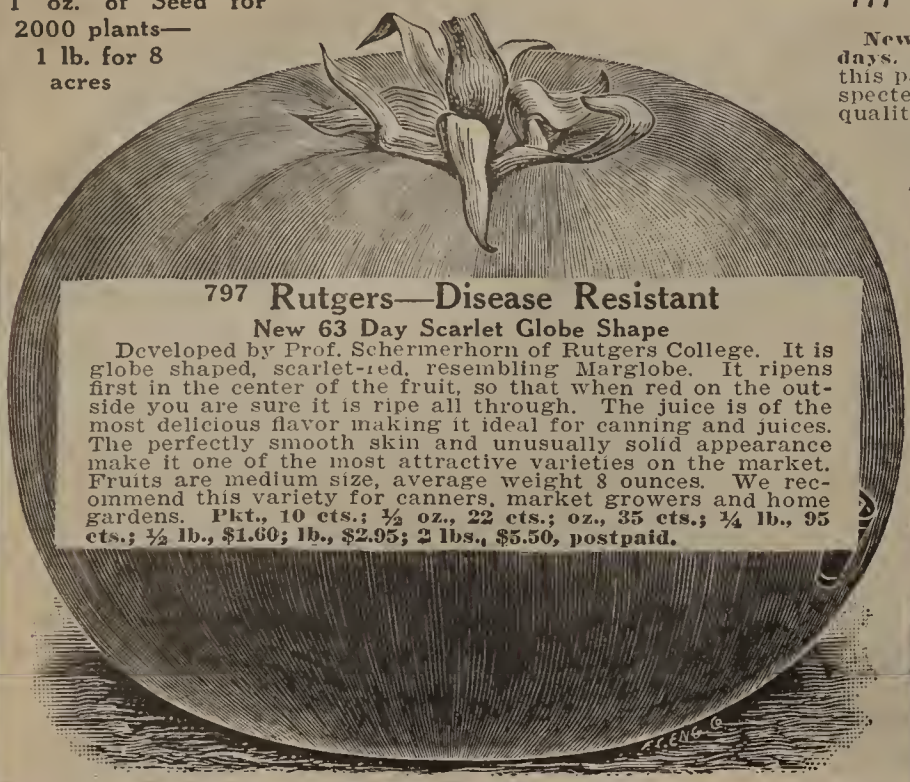 1 oz. of Seed for
2000 plants—
1 lb. for 8
acres
777
New
days.
this p
specte
qualit
797 Rutgers—Disease Resistant
New 63 Day Scarlet Globe Shape
Developed by Prof. Schermerhorn of Rutgers College. It is
globe shaped, scarlet-red, resembling Marglobe. It ripens
first in the center of the fruit, so that when red on the out-
side you are sure it is ripe all through. The juice is of the
most delicious flavor making it ideal for canning and juices.
The perfectly smooth skin and unusually solid appearance
make it one of the most attractive varieties on the market.
Fruits are medium size, average weight 8 ounces. We rec-
ommend this variety for canners, market growers and home
gardens. Pkt., 10 cts.; ½ oz., 22 cts.; oz., 35 cts.; ¼ lb., 95
cts.; ½ lb., $1.60; lb., $2.95; 2 lbs., $5.50, postpaid.
ENG. Co